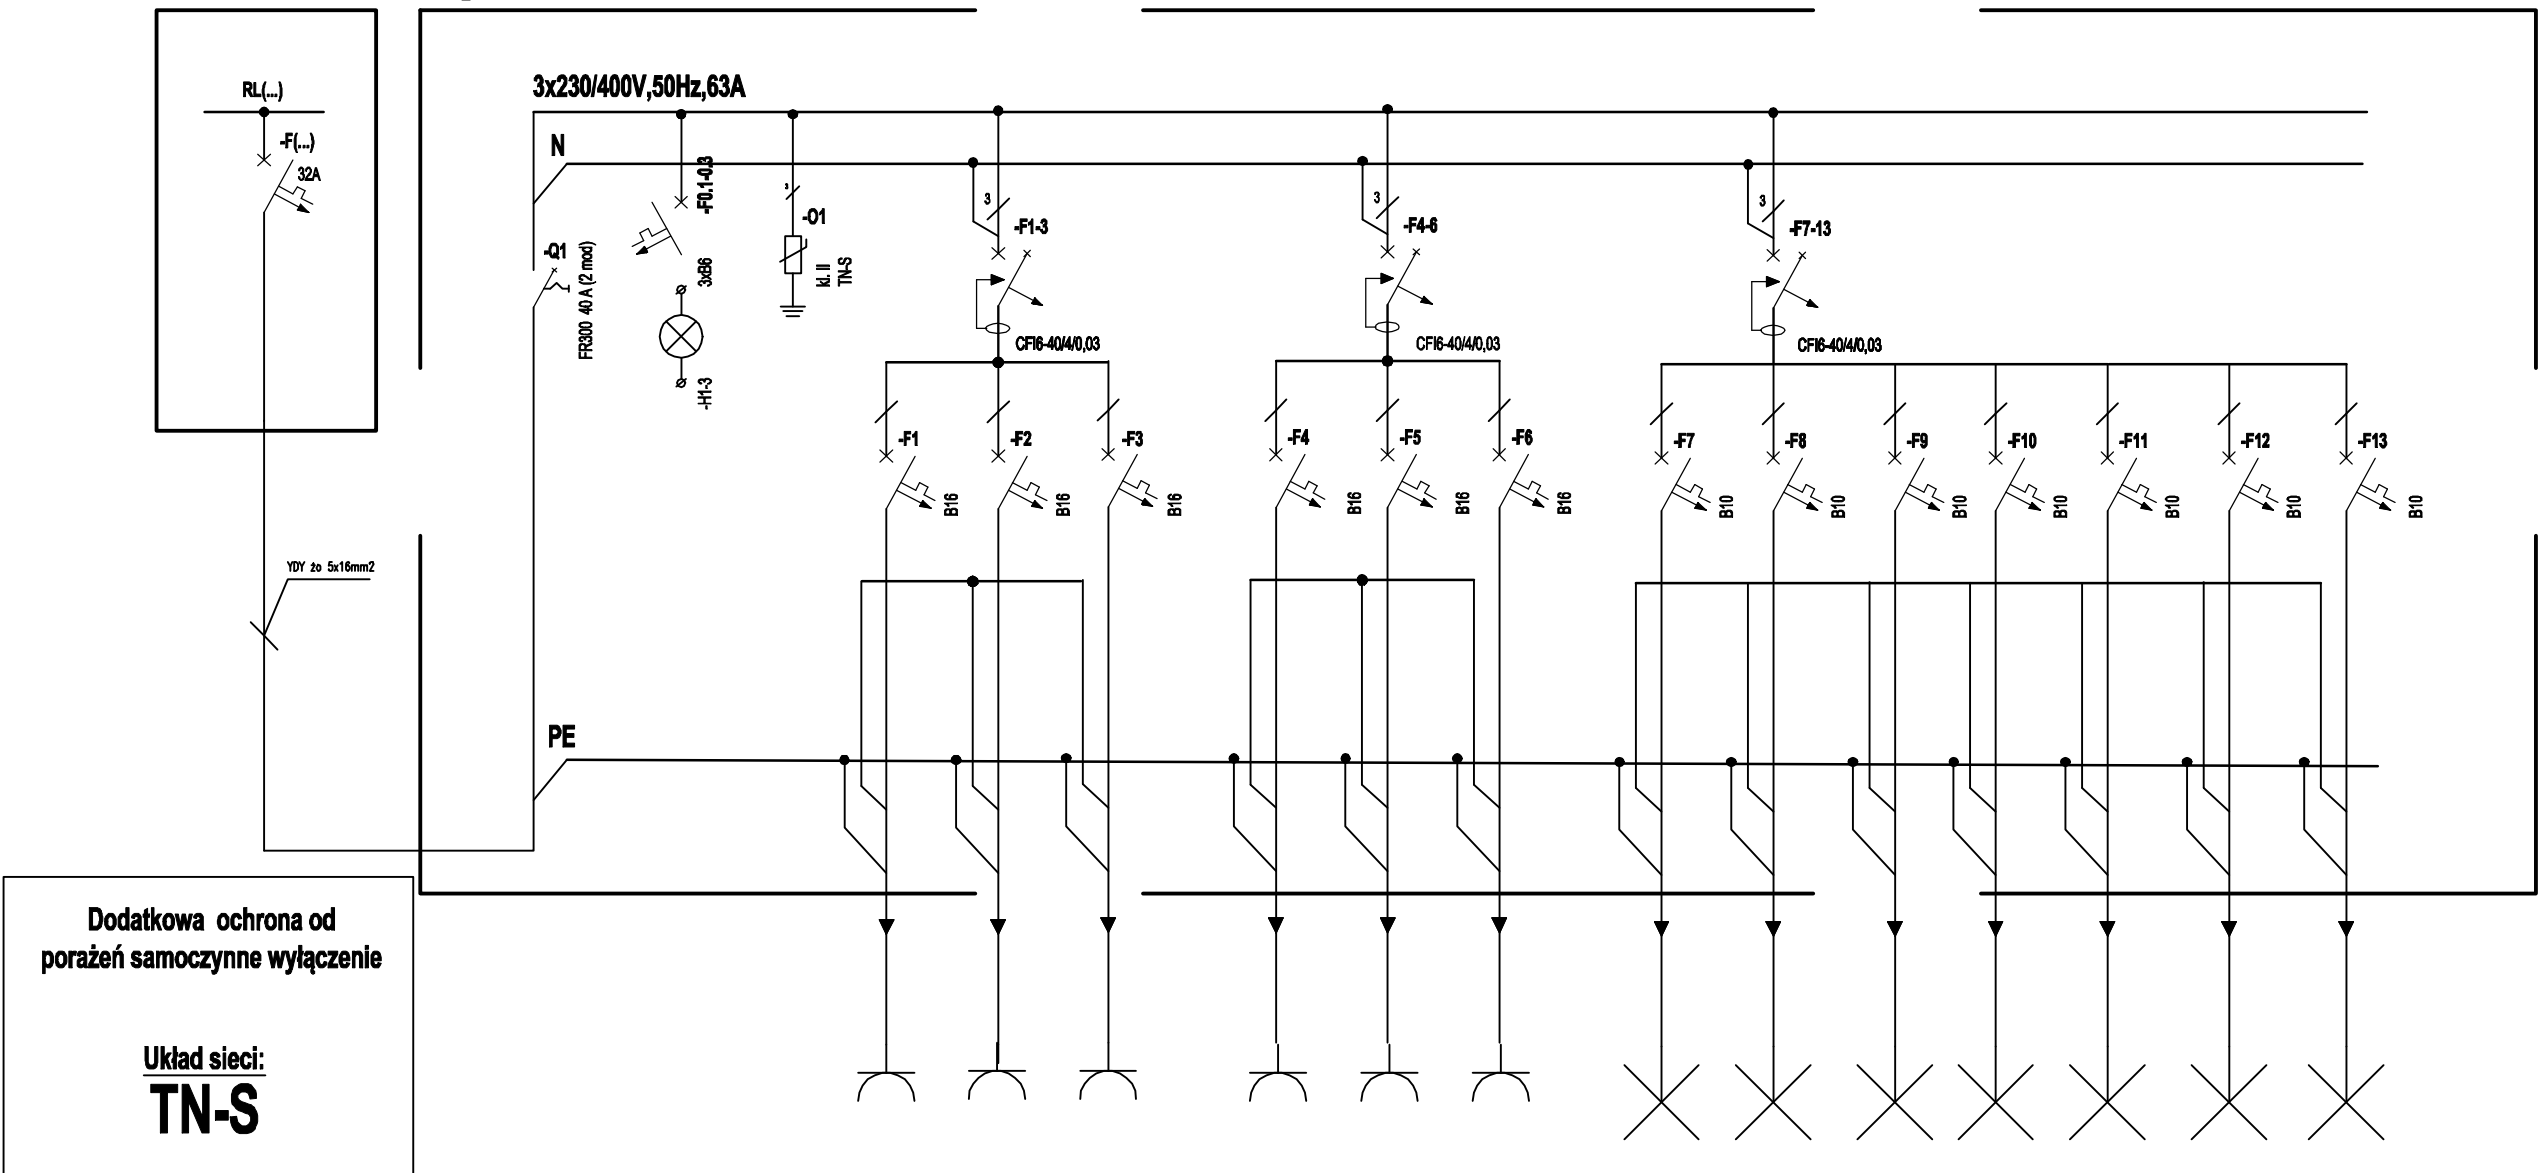 RL(...)
-F(...)
32A
YDY żo 5x16mm2
3x230/400V,50Hz,63A
N
-Q1
FR300 40 A (2 mod)
-F0.1-0.3
3xB6
-H1-3
3
-O1
kl. II
TN-S
3
-F1-3
CFI6-40/4/0,03
3
-F4-6
CFI6-40/4/0,03
3
-F7-13
CFI6-40/4/0,03
-F1
B16
-F2
B16
-F3
B16
-F4
B16
-F5
B16
-F6
B16
-F7
B10
-F8
B10
-F9
B10
-F10
B10
-F11
B10
-F12
B10
-F13
B10
PE
Dodatkowa ochrona od
porażeń samoczynne wyłączenie
Układ sieci:
TN-S